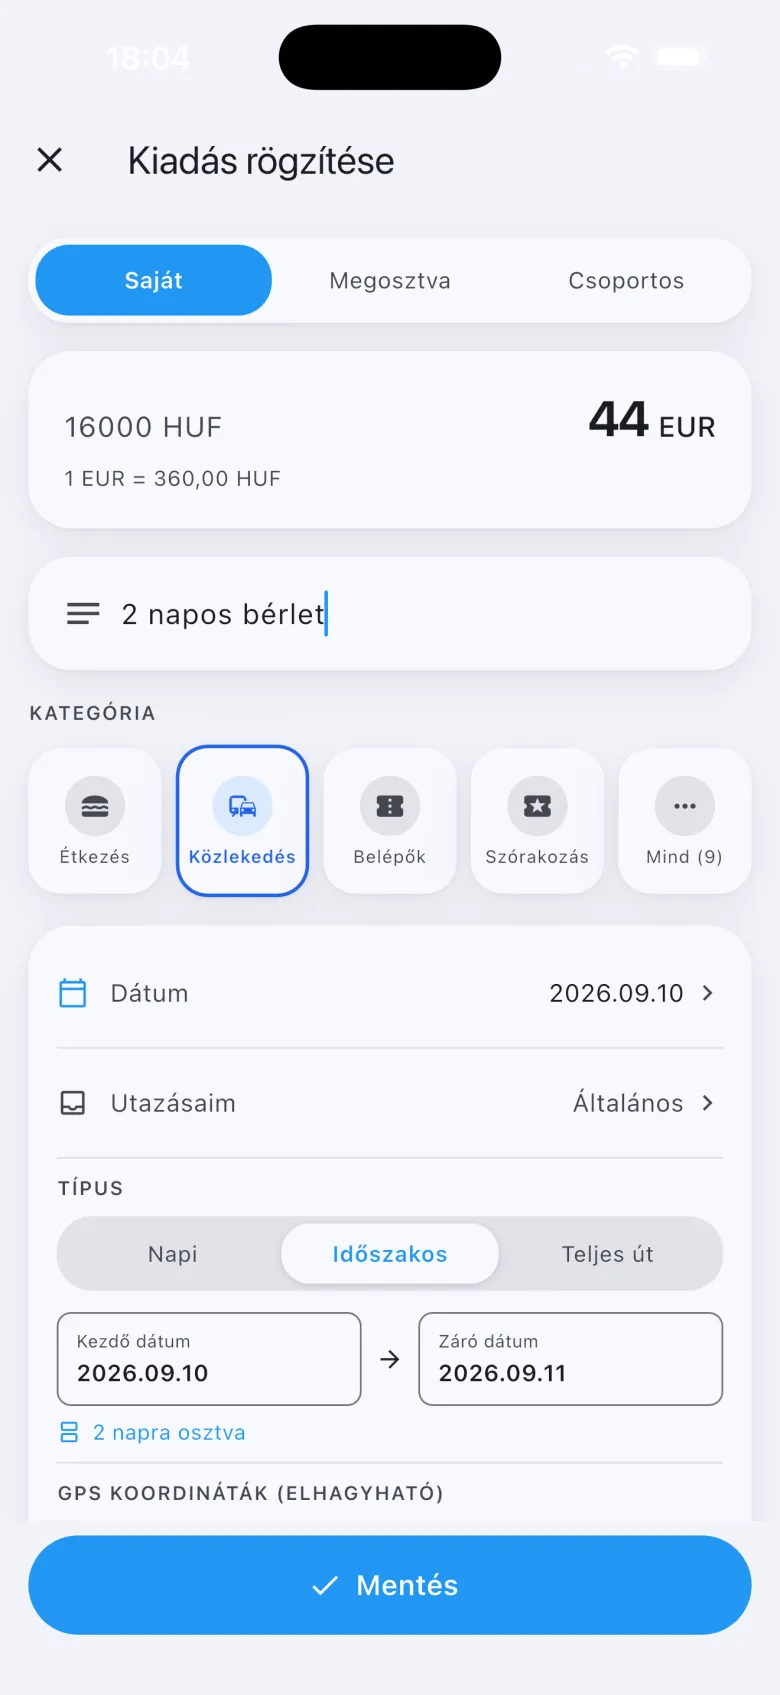 18:04
Kiadás rögzítése
Saját Megosztva Csoportos
16000 HUF 44 EUR
1 EUR = 360,00 HUF
2 napos bérlet
KATEGÓRIA
Étkezés Közlekedés Belépők Szórakozás Mind (9)
Dátum 2026.09.10
Utazásaim Általános
TÍPUS
Napi Időszakos Teljes út
Kezdő dátum Záró dátum
2026.09.10 2026.09.11
2 napra osztva
GPS KOORDINÁTÁK (ELHAGYHATÓ)
Mentés